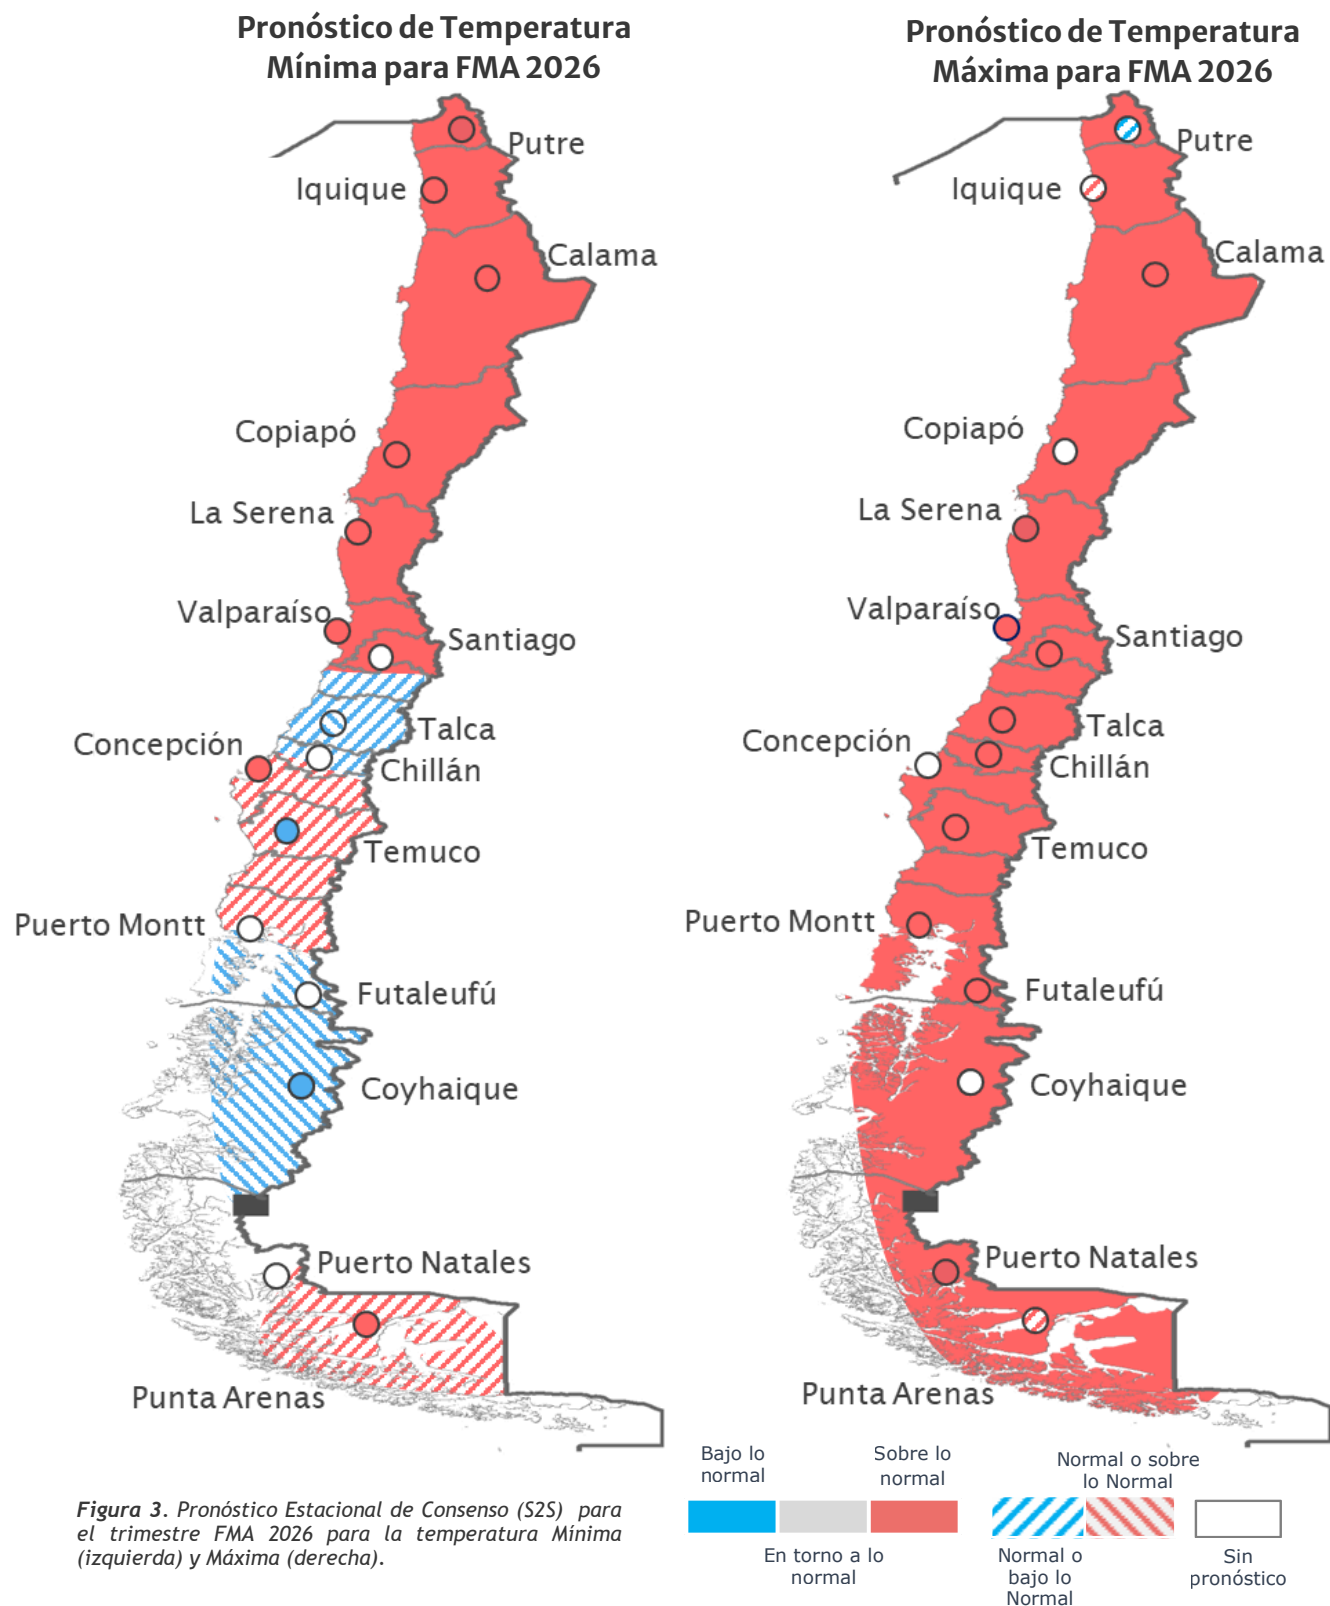 Pronóstico de Temperatura
Mínima para FMA 2026
Putre
Iquique
Calama
Copiapó
La Serena
Valparaíso
Santiago
Talca
Concepción
Chillán
Temuco
Puerto Montt
Futaleufú
Coyhaique
Puerto Natales
Punta Arenas
Pronóstico de Temperatura
Máxima para FMA 2026
Putre
Iquique
Calama
Copiapó
La Serena
Valparaíso
Santiago
Talca
Concepción
Chillán
Temuco
Puerto Montt
Futaleufú
Coyhaique
Puerto Natales
Punta Arenas
Bajo lo
normal
Sobre lo
normal
Normal o sobre
lo Normal
En torno a lo
normal
Normal o
bajo lo
Normal
Sin
pronóstico
Figura 3. Pronóstico Estacional de Consenso (S2S) para
el trimestre FMA 2026 para la temperatura Mínima
(izquierda) y Máxima (derecha).